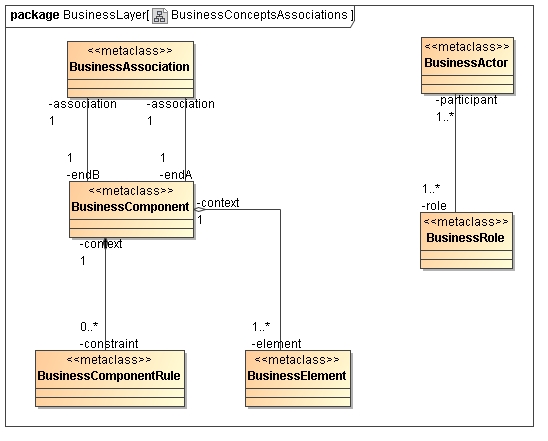 package BusinessLayer[ BusinessConceptsAssociations ]
<<metaclass>>
BusinessAssociation
-association
-association
1
1
1
1
-endB
-endA
<<metaclass>>
BusinessComponent
-context
1
-context
1
0..*
-constraint
<<metaclass>>
BusinessComponentRule
1..*
-element
<<metaclass>>
BusinessElement
<<metaclass>>
BusinessActor
-participant
1..*
1..*
-role
<<metaclass>>
BusinessRole